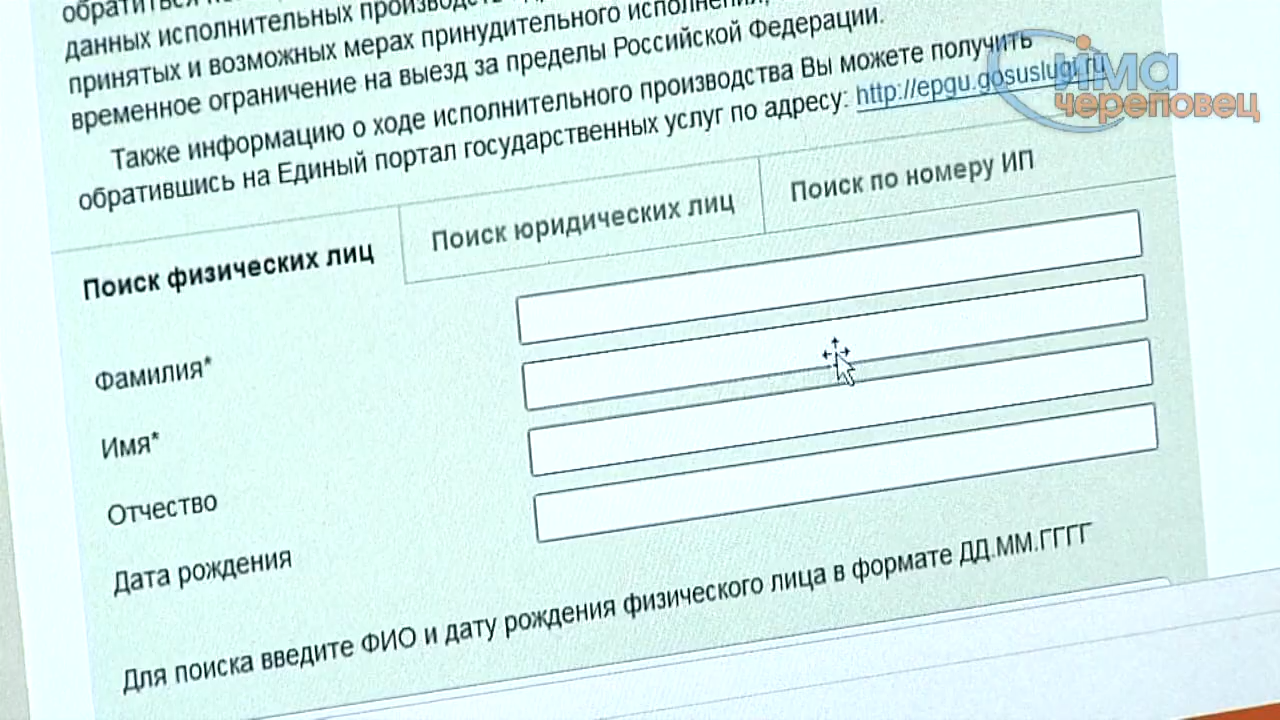 обратиться
данных исполнительных
принятых и возможных мерах принудительного исполнения,
временное ограничение на выезд за пределы Российской Федерации.
Также информацию о ходе исполнительного производства Вы можете получить
обратившись на Единый портал государственных услуг по адресу: http://epgu.gosuslugi.ru
Поиск физических лиц
Поиск юридических лиц
Поиск по номеру ИП
Фамилия*
Имя*
Отчество
Дата рождения
Для поиска введите ФИО и дату рождения физического лица в формате ДД.ММ.ГГГГ
череповец